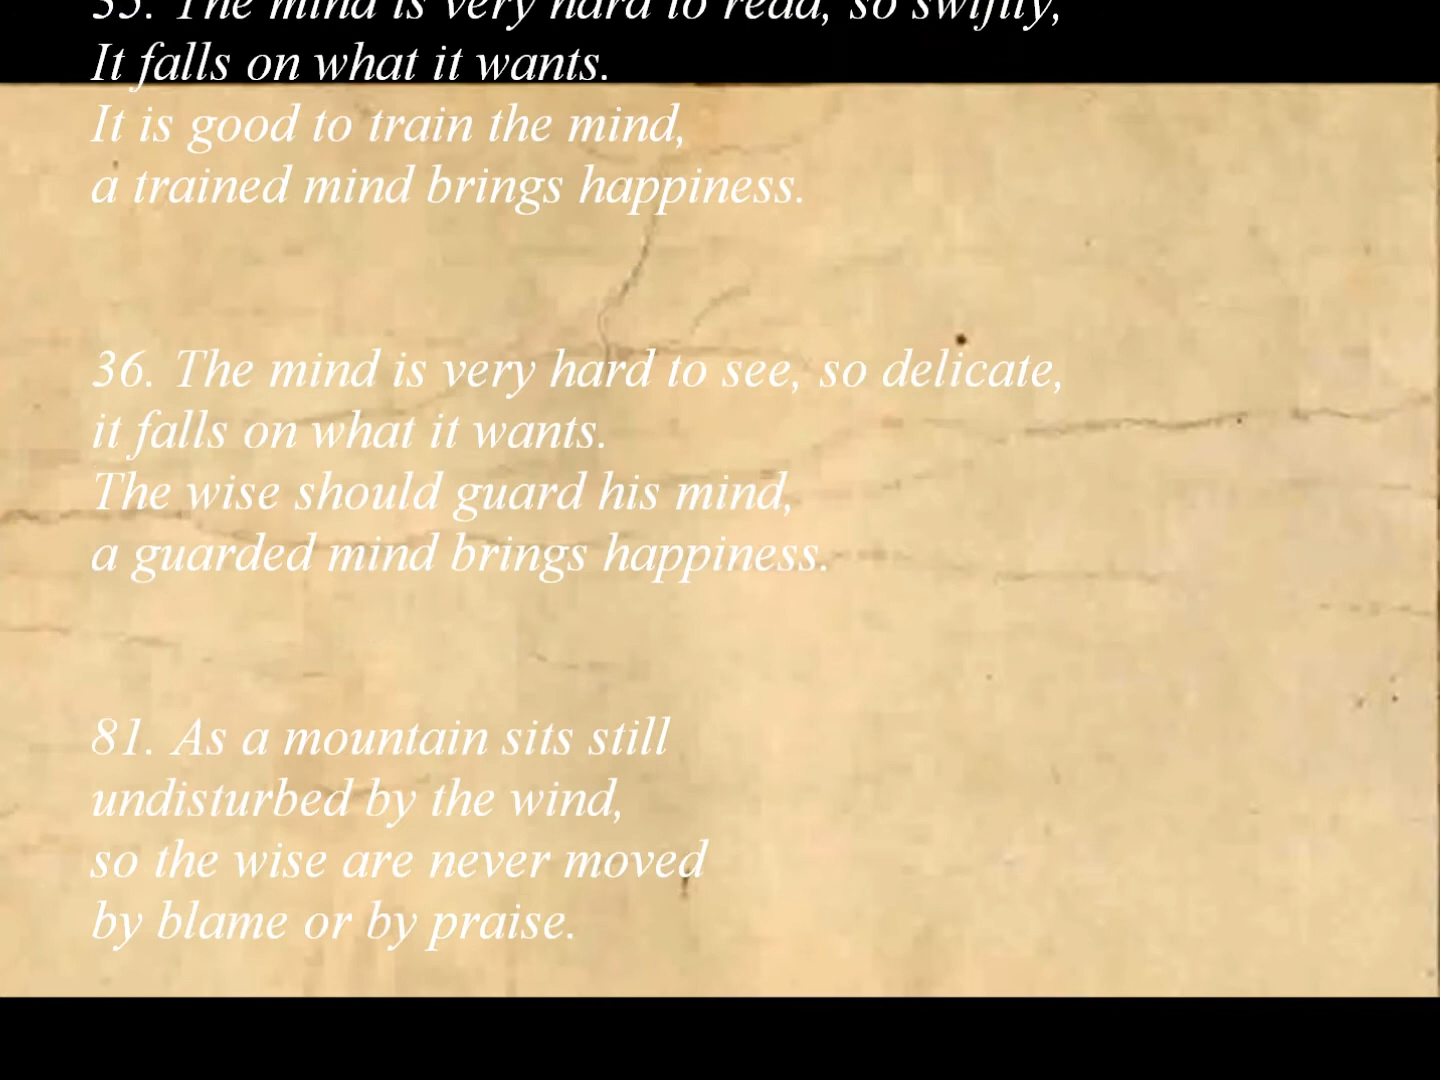 35. The mind is very hard to read, so swiftly,
It falls on what it wants.
It is good to train the mind,
a trained mind brings happiness.
36. The mind is very hard to see, so delicate,
it falls on what it wants.
The wise should guard his mind,
a guarded mind brings happiness.
81. As a mountain sits still
undisturbed by the wind,
so the wise are never moved
by blame or by praise.